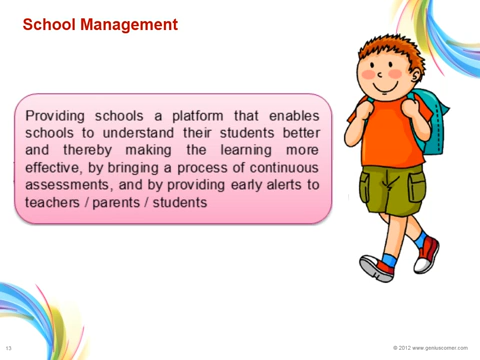 School Management
Providing schools a platform that enables
schools to understand their students better
and thereby making the learning more
effective, by bringing a process of continuous
assessments, and by providing early alerts to
teachers / parents / students
13
© 2012 www.geniuscorner.com